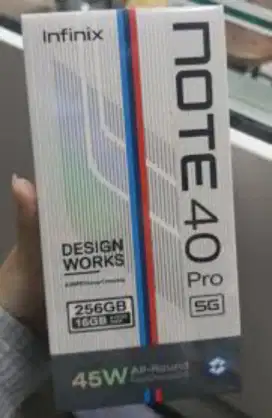 Infinix
NOTE 40
Pro
5G
DESIGN
WORKS
256GB
16GB
45W All-Round